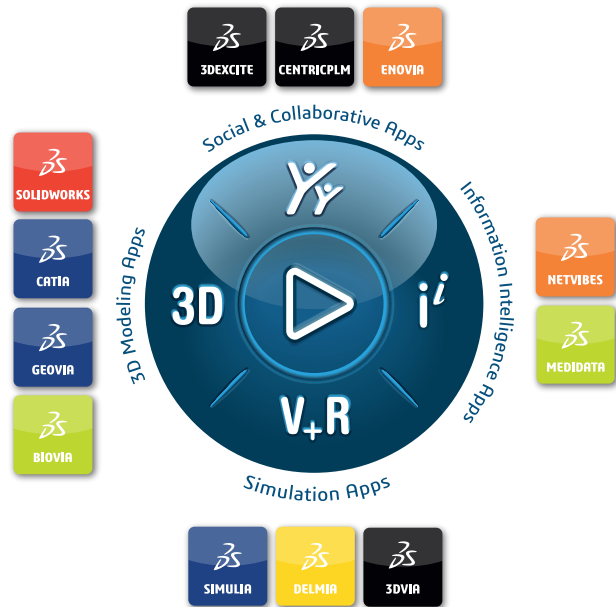 3DEXCITE
CENTRICPLM
ENOVIA
Social & Collaborative Apps
SOLIDWORKS
CATIA
GEOVIA
BIOVIA
3D Modeling Apps
3D
i i
V+R
Information Intelligence Apps
NETVIBES
MEDIDATA
Simulation Apps
SIMULIA
DELMIA
3DVIA